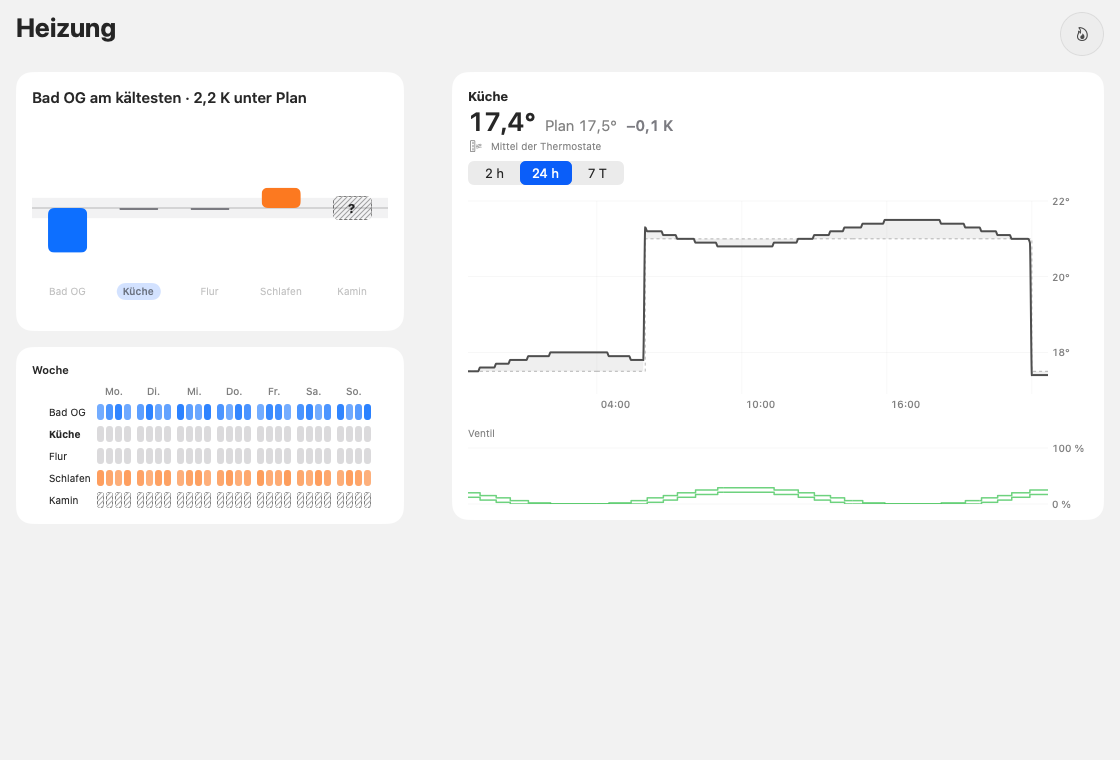 Heizung
Bad OG am kältesten · 2,2 K unter Plan
?
Bad OG Küche Flur Schlafen Kamin
Woche
Mo. Di. Mi. Do. Fr. Sa. So.
Bad OG
Küche
Flur
Schlafen
Kamin
Küche
17,4° Plan 17,5° −0,1 K
Mittel der Thermostate
2 h 24 h 7 T
22°
20°
18°
04:00 10:00 16:00
Ventil
100 %
0 %